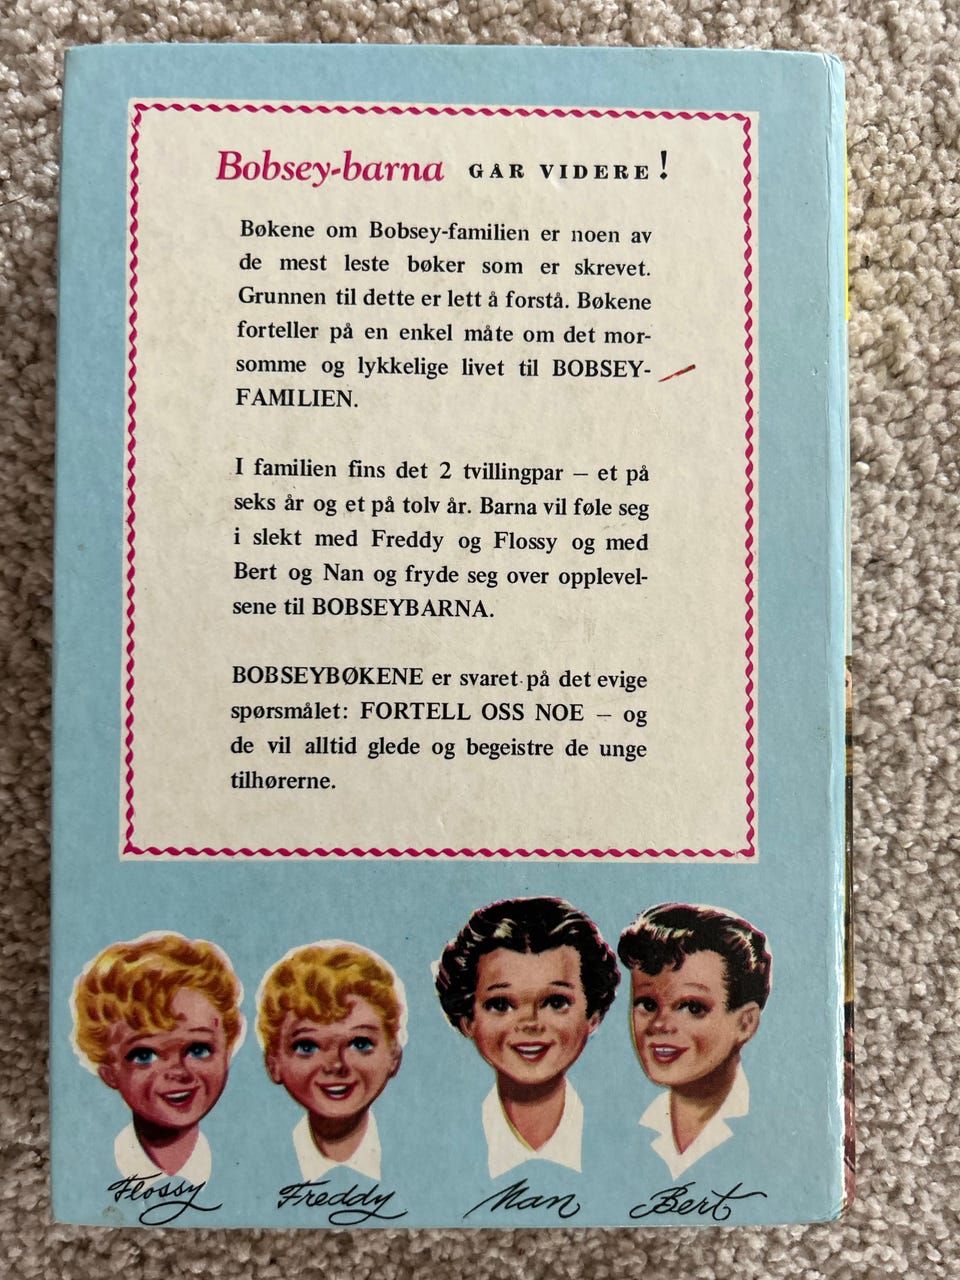 Bobsey-barna GÅR VIDERE!
Bøkene om Bobsey-familien er noen av
de mest leste bøker som er skrevet.
Grunnen til dette er lett å forstå. Bøkene
forteller på en enkel måte om det mor-
somme og lykkelige livet til BOBSEY-
FAMILIEN.
I familien fins det 2 tvillingpar – et på
seks år og et på tolv år. Barna vil føle seg
i slekt med Freddy og Flossy og med
Bert og Nan og fryde seg over opplevel-
sene til BOBSEYBARNA.
BOBSEYBØKENE er svaret på det evige
spørsmålet: FORTELL OSS NOE – og
de vil alltid glede og begeistre de unge
tilhørerne.
Flossy Freddy Nan Bert